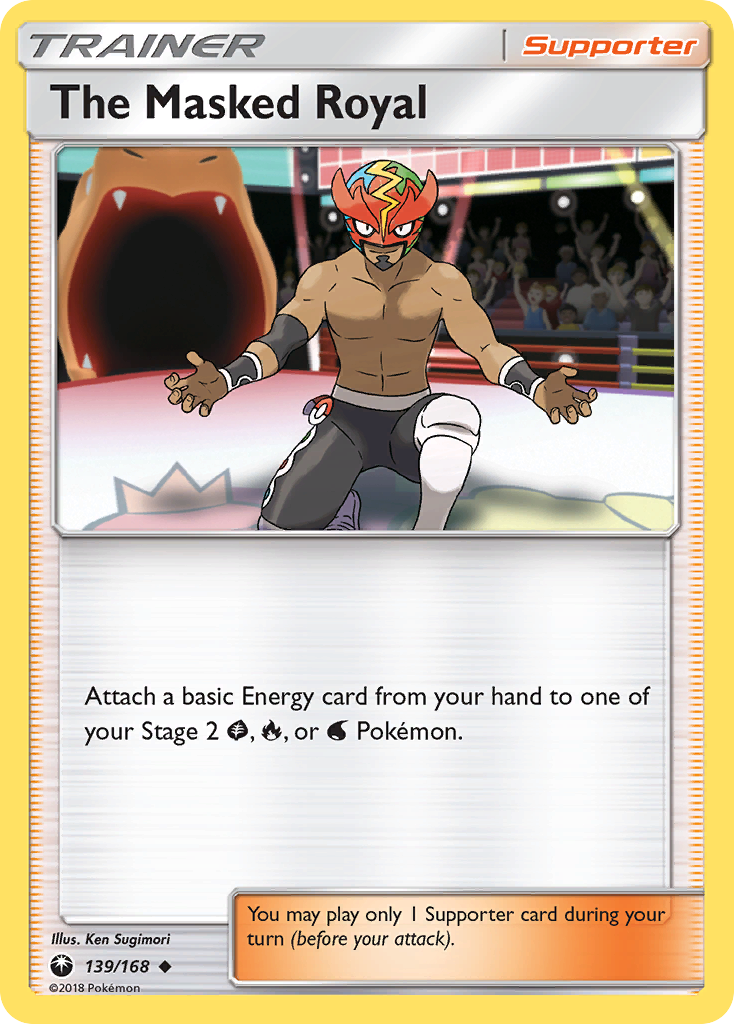 TRAINER
Supporter
The Masked Royal
Attach a basic Energy card from your hand to one of
your Stage 2 , , or Pokémon.
You may play only 1 Supporter card during your
turn (before your attack).
Illus. Ken Sugimori
139/168
©2018 Pokémon